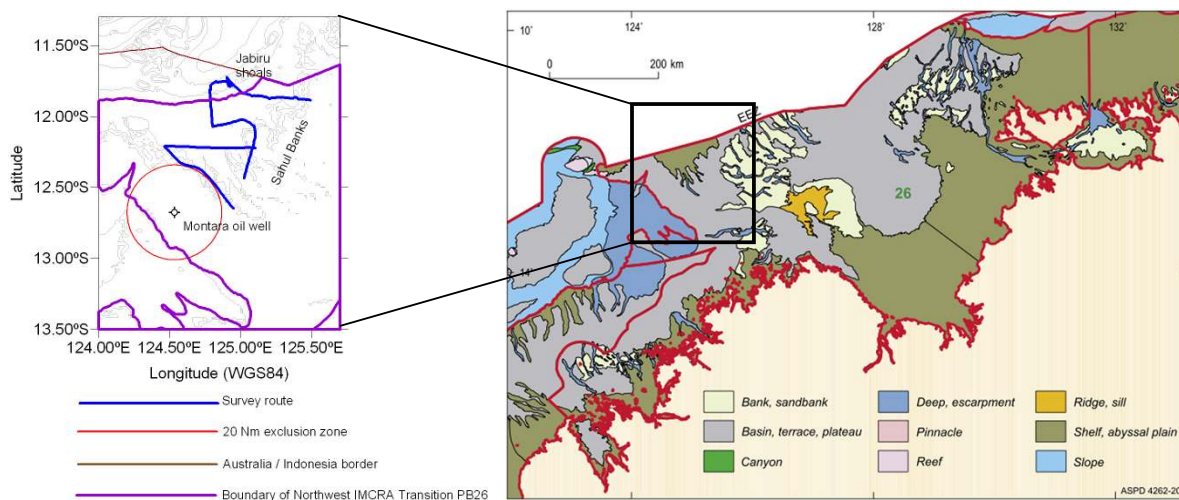 11.50ºS
12.00ºS
12.50ºS
13.00ºS
13.50ºS
Latitude
Jabiru
shoals
Sahul Banks
Montara oil well
124.00ºE 124.50ºE 125.00ºE 125.50ºE
Longitude (WGS84)
Survey route
20 Nm exclusion zone
Australia / Indonesia border
Boundary of Northwest IMCRA Transition PB26
124˚
128˚
132˚
10˚
0
200 km
26
14˚
Bank, sandbank
Basin, terrace, plateau
Canyon
Deep, escarpment
Pinnacle
Reef
Ridge, sill
Shelf, abyssal plain
Slope
ASPD 4262-20